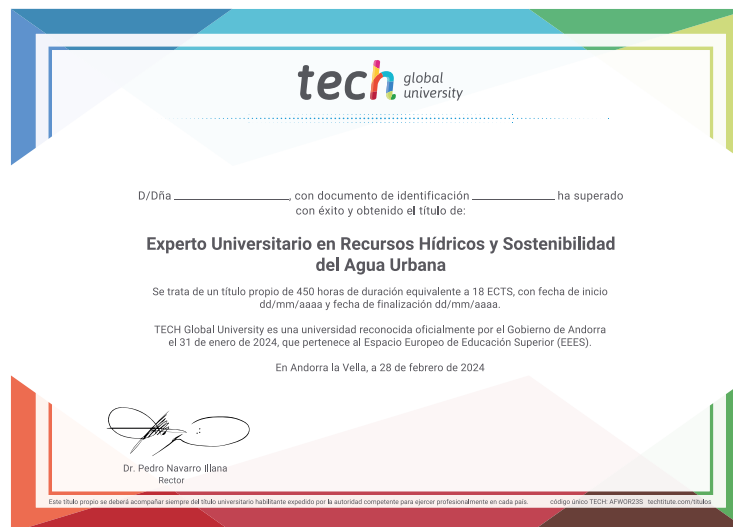 tech global
university
D/Dña ____________, con documento de identificación ____________ ha superado
con éxito y obtenido el título de:
Experto Universitario en Recursos Hídricos y Sostenibilidad
del Agua Urbana
Se trata de un título propio de 450 horas de duración equivalente a 18 ECTS, con fecha de inicio
dd/mm/aaaa y fecha de finalización dd/mm/aaaa.
TECH Global University es una universidad reconocida oficialmente por el Gobierno de Andorra
el 31 de enero de 2024, que pertenece al Espacio Europeo de Educación Superior (EEES).
En Andorra la Vella, a 28 de febrero de 2024
Dr. Pedro Navarro Illana
Rector
Este título propio se deberá acompañar siempre del título universitario habilitante expedido por la autoridad competente para ejercer profesionalmente en cada país. código único TECH: AFWOR23S techtitute.com/titulos